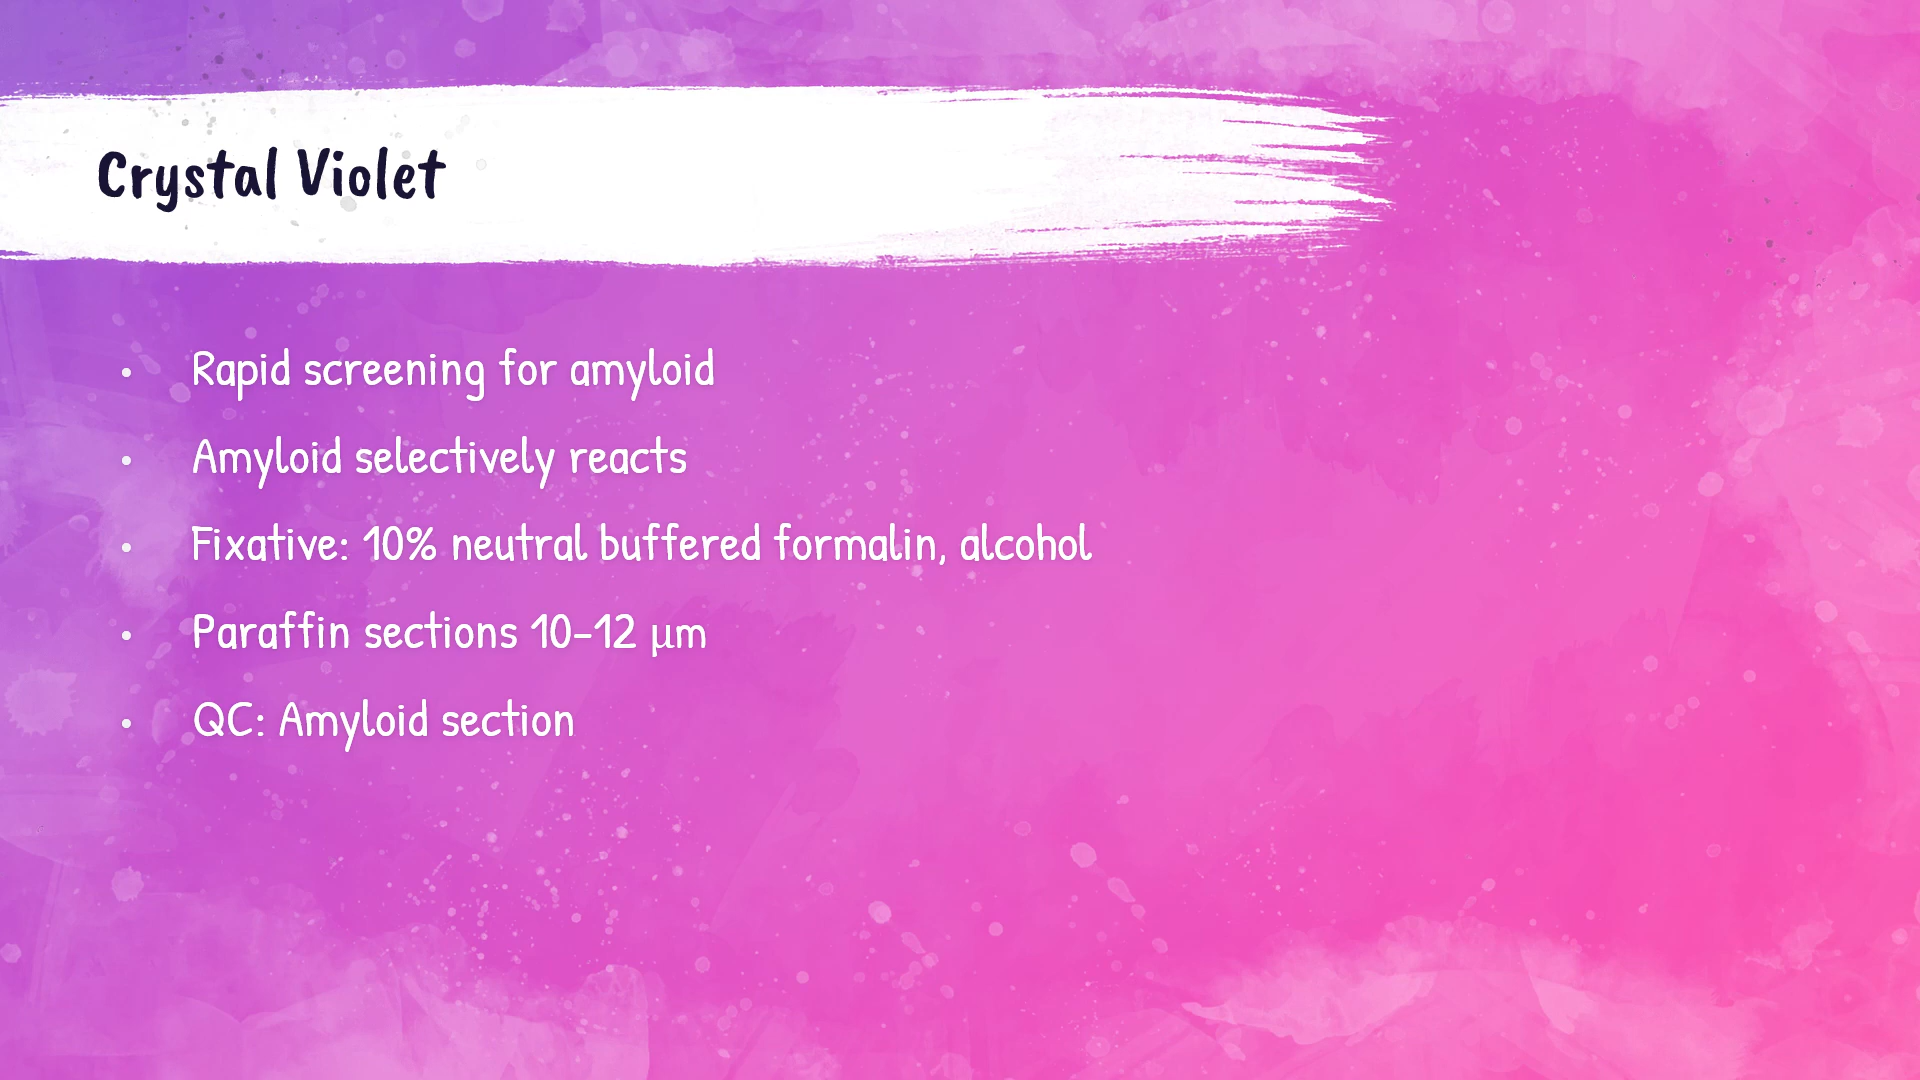 Crystal Violet
• Rapid screening for amyloid
• Amyloid selectively reacts
• Fixative: 10% neutral buffered formalin, alcohol
• Paraffin sections 10-12 µm
• QC: Amyloid section